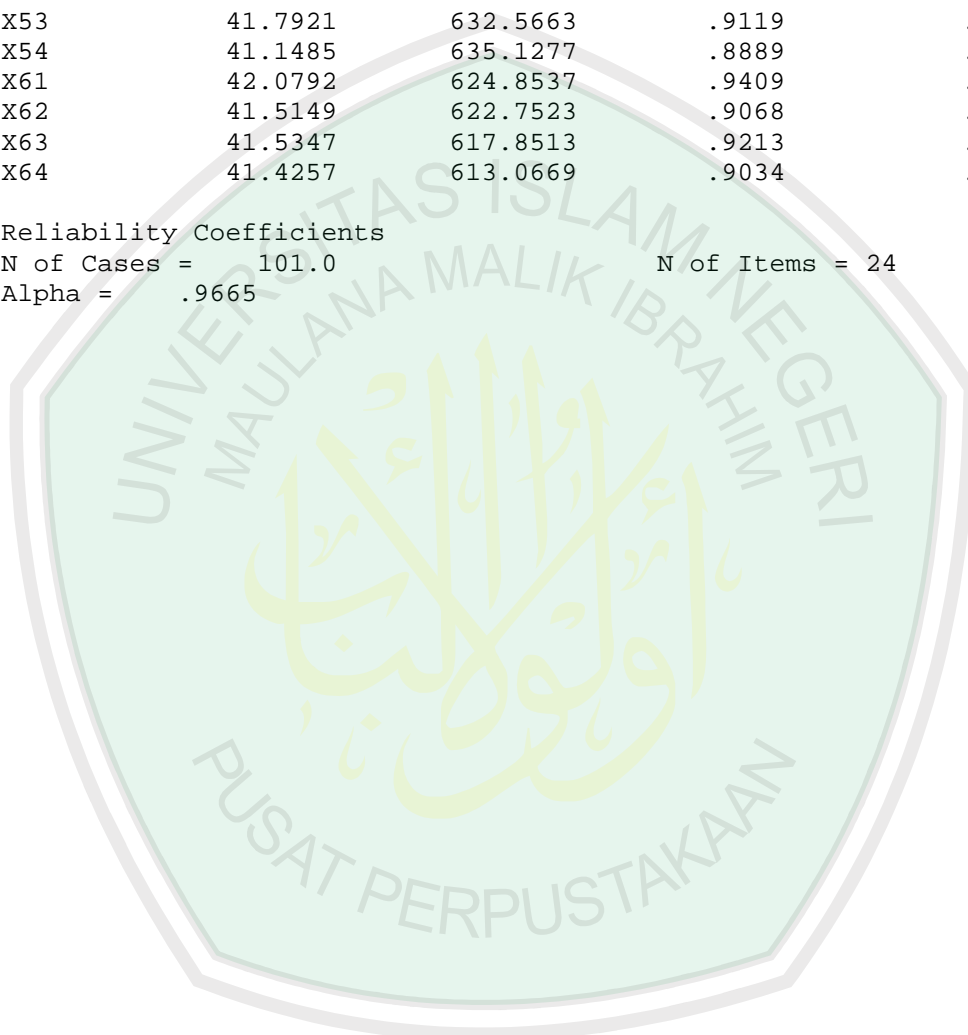 X53 41.7921 632.5663 .9119 .
X54 41.1485 635.1277 .8889 .
X61 42.0792 624.8537 .9409 .
X62 41.5149 622.7523 .9068 .
X63 41.5347 617.8513 .9213 .
X64 41.4257 613.0669 .9034 .
Reliability Coefficients
N of Cases = 101.0 N of Items = 24
Alpha = .9665
UNIVERSITAS ISLAM NEGERI
MAULANA MALIK IBRAHIM
أولوا الألباب
PUSAT PERPUSTAKAAN